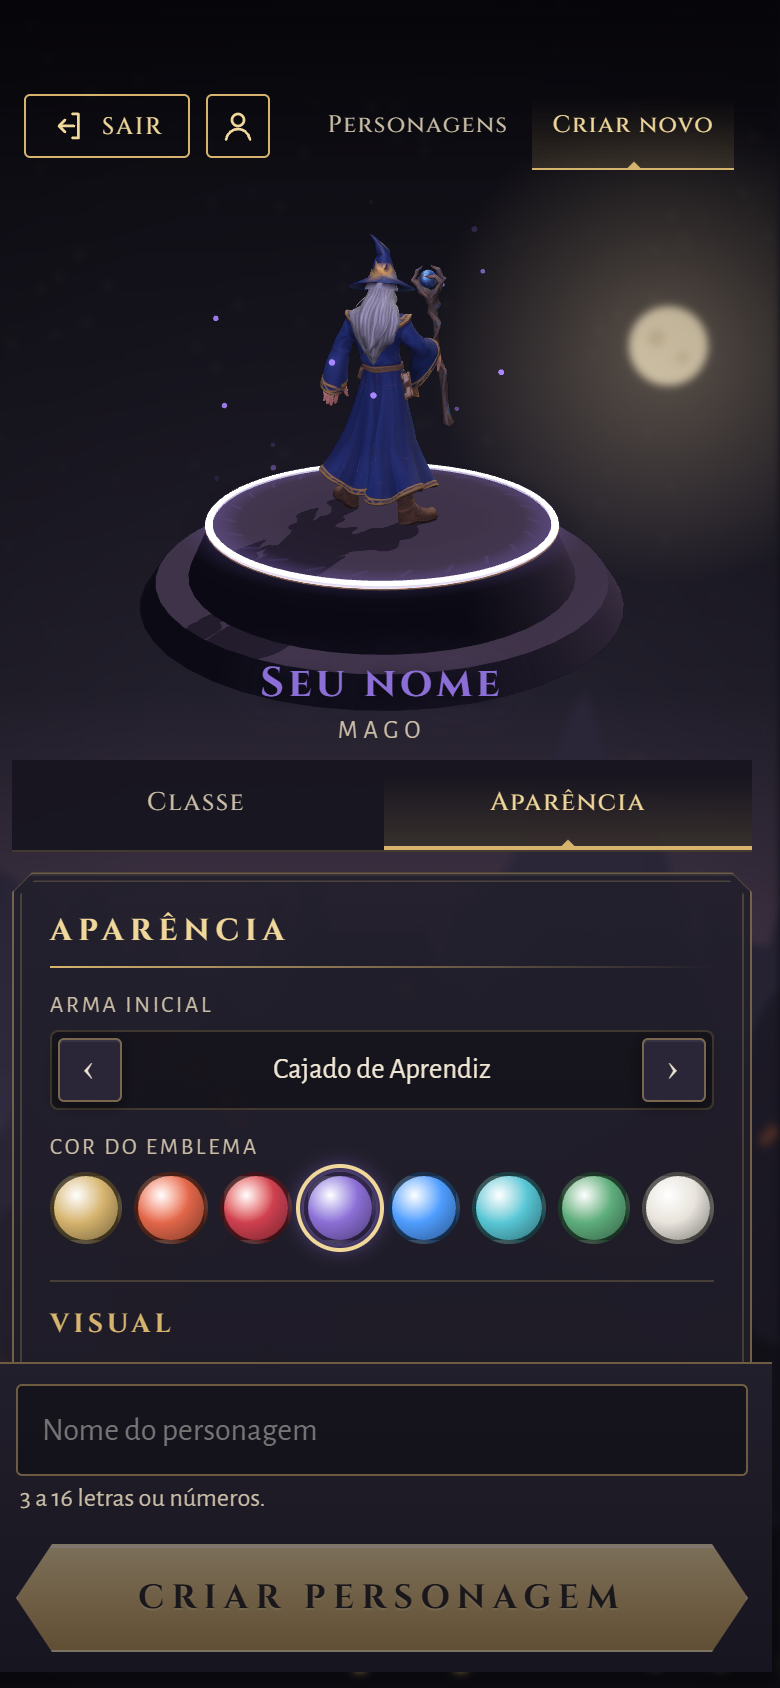 SAIR
PERSONAGENS
CRIAR NOVO
SEU NOME
MAGO
CLASSE
APARÊNCIA
APARÊNCIA
ARMA INICIAL
‹ Cajado de Aprendiz ›
COR DO EMBLEMA
VISUAL
Nome do personagem
3 a 16 letras ou números.
CRIAR PERSONAGEM